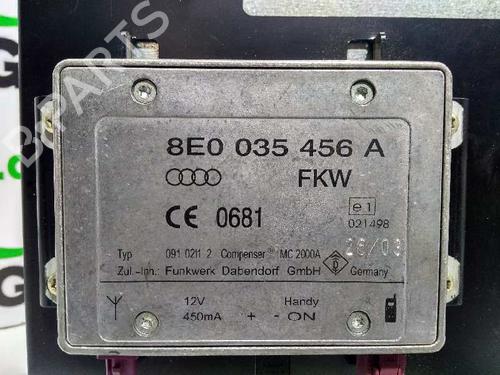 8E0 035 456 A
FKW
CE 0681
e1
021498
26/03
Typ 091 0211 2 Compenser® MC 2000A
Zul.-Inh.: Funkwerk Dabendorf GmbH Germany
12V Handy
450mA + - ON
B-PARTS